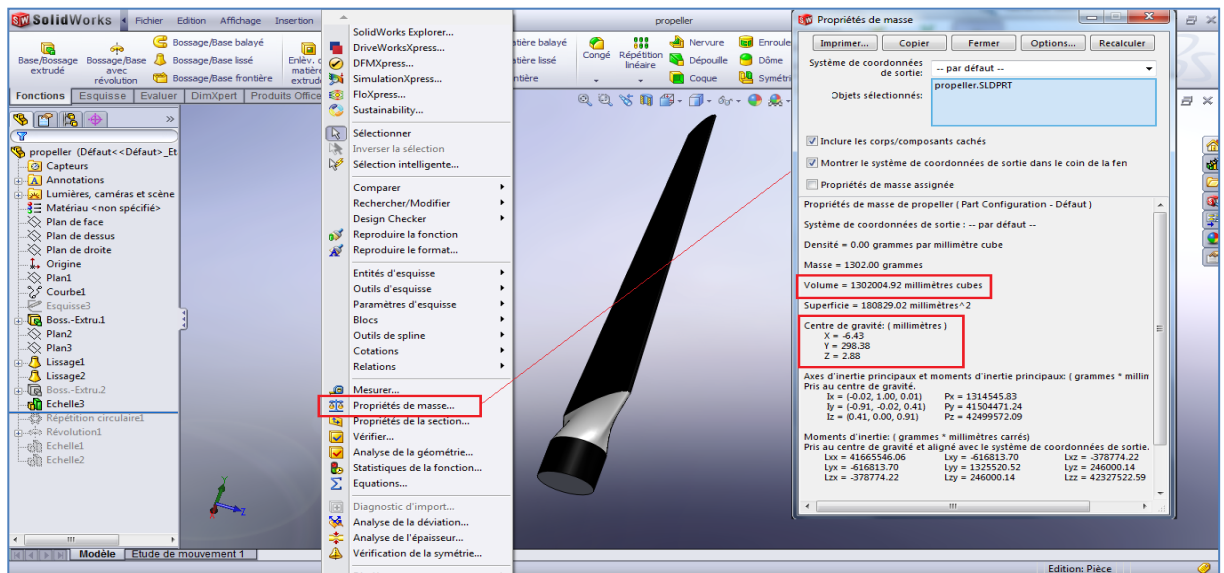 SolidWorks
Fichier Edition Affichage Insertion
propeller
Base/Bossage extrudé
Bossage/Base avec révolution
Bossage/Base balayé
Bossage/Base lissé
Bossage/Base frontière
Enlèv. d
matièr
extrud
atière balayé
atière lissé
ntière
Congé
Répétition linéaire
Nervure
Dépouille
Coque
Enroule
Dôme
Symétri
Fonctions Esquisse Evaluer DimXpert Produits Office
propeller (Défaut<<Défaut>_Et
Capteurs
Annotations
Lumières, caméras et scène
Matériau <non spécifié>
Plan de face
Plan de dessus
Plan de droite
Origine
Plan1
Courbe1
Esquisse3
Boss.-Extru.1
Plan2
Plan3
Lissage1
Lissage2
Boss.-Extru.2
Echelle3
Répétition circulaire1
Révolution1
Echelle1
Echelle2
SolidWorks Explorer...
DriveWorksXpress...
DFMXpress...
SimulationXpress...
FloXpress...
Sustainability...
Sélectionner
Inverser la sélection
Sélection intelligente...
Comparer
Rechercher/Modifier
Design Checker
Reproduire la fonction
Reproduire le format...
Entités d'esquisse
Outils d'esquisse
Paramètres d'esquisse
Blocs
Outils de spline
Cotations
Relations
Mesurer...
Propriétés de masse...
Propriétés de la section...
Vérifier...
Analyse de la géométrie...
Statistiques de la fonction...
Equations...
Diagnostic d'import...
Analyse de la déviation...
Analyse de l'épaisseur...
Vérification de la symétrie...
Y
Z
Propriétés de masse
Imprimer... Copier Fermer Options... Recalculer
Système de coordonnées de sortie:
-- par défaut --
Objets sélectionnés:
propeller.SLDPRT
Inclure les corps/composants cachés
Montrer le système de coordonnées de sortie dans le coin de la fen
Propriétés de masse assignée
Propriétés de masse de propeller ( Part Configuration - Défaut )
Système de coordonnées de sortie : -- par défaut --
Densité = 0.00 grammes par millimètre cube
Masse = 1302.00 grammes
Volume = 1302004.92 millimètres cubes
Superficie = 180829.02 millimètres^2
Centre de gravité: ( millimètres )
X = -6.43
Y = 298.38
Z = 2.88
Axes d'inertie principaux et moments d'inertie principaux: ( grammes * millin
Pris au centre de gravité.
Ix = (-0.02, 1.00, 0.01) Px = 1314545.83
Iy = (-0.91, -0.02, 0.41) Py = 41504471.24
Iz = (0.41, 0.00, 0.91) Pz = 42499572.09
Moments d'inertie: ( grammes * millimètres carrés)
Pris au centre de gravité et aligné avec le système de coordonnées de sortie.
Lxx = 41665546.06 Lxy = -616813.70 Lxz = -378774.22
Lyx = -616813.70 Lyy = 1325520.52 Lyz = 246000.14
Lzx = -378774.22 Lzy = 246000.14 Lzz = 42327522.59
Modèle Etude de mouvement 1
Edition: Pièce